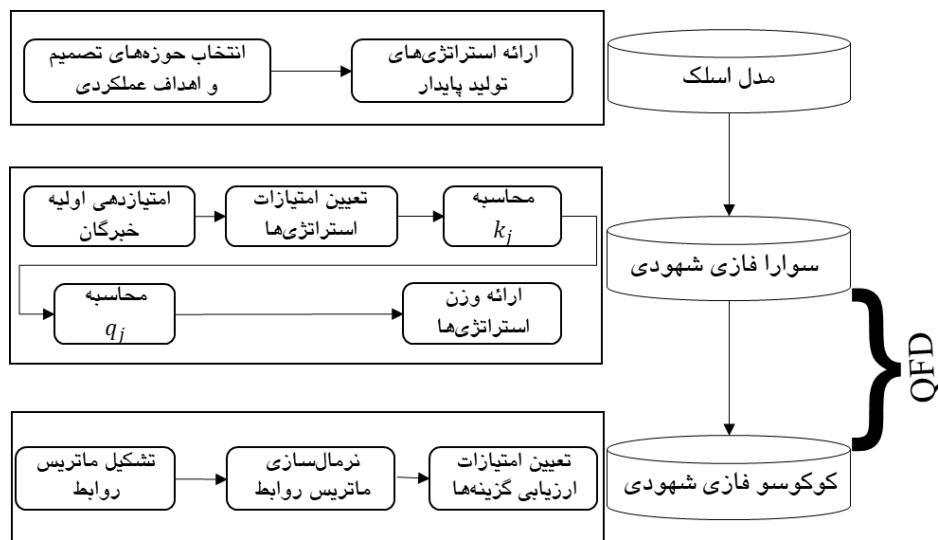 انتخاب حوزه‌های تصمیم
و اهداف عملکردی
ارائه استراتژی‌های
تولید پایدار
مدل اسلک
امتیازدهی اولیه
خبرگان
تعیین امتیازات
استراتژی‌ها
محاسبه
k_j
محاسبه
q_j
ارائه وزن
استراتژی‌ها
سوارا فازی شهودی
QFD
تشکیل ماتریس
روابط
نرمال‌سازی
ماتریس روابط
تعیین امتیازات
ارزیابی گزینه‌ها
کوکوسو فازی شهودی